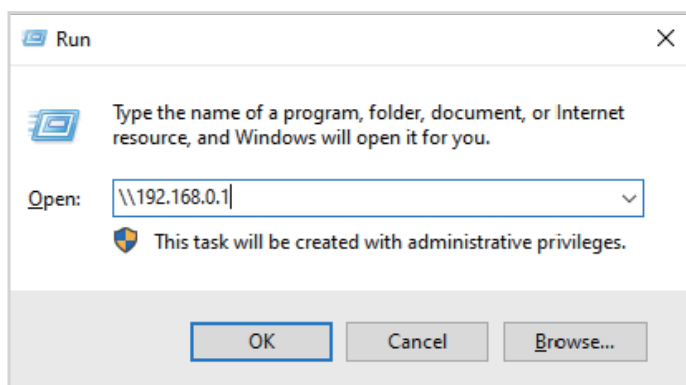 Run
Type the name of a program, folder, document, or Internet
resource, and Windows will open it for you.
Open: \\192.168.0.1
This task will be created with administrative privileges.
OK Cancel Browse...